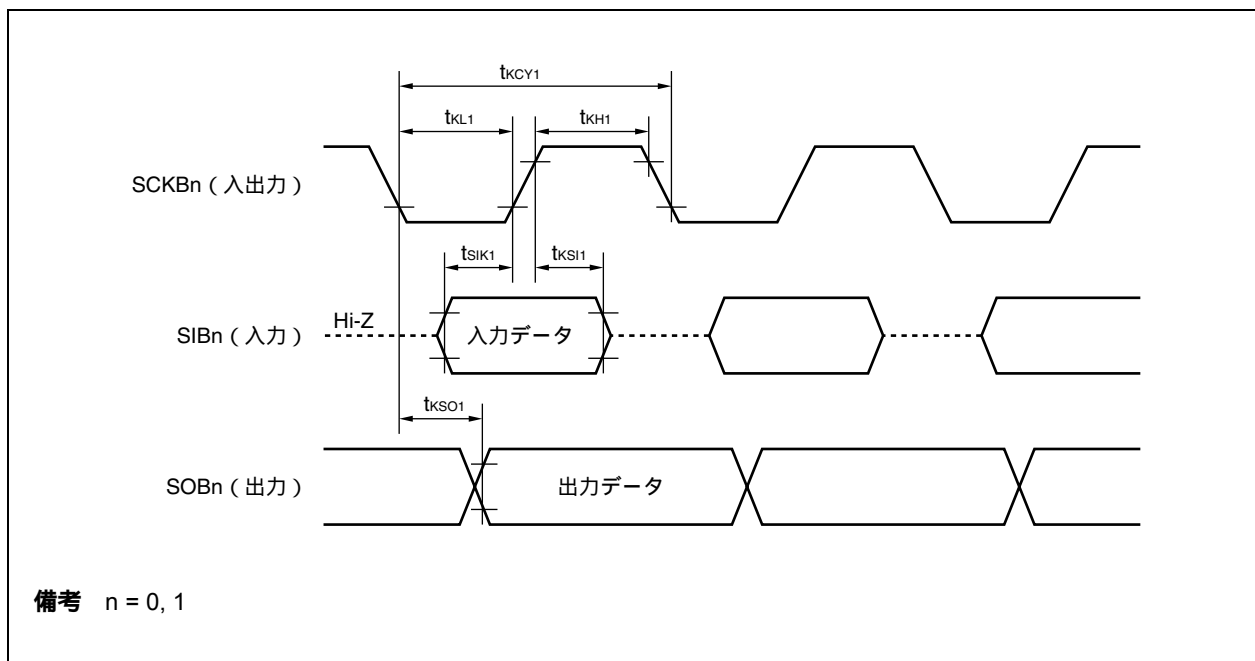 tKCY1
tKL1
tKH1
SCKBn（入出力）
tSIK1
tKSI1
Hi-Z
SIBn（入力）
入力データ
tKSO1
SOBn（出力）
出力データ
備考 n = 0, 1